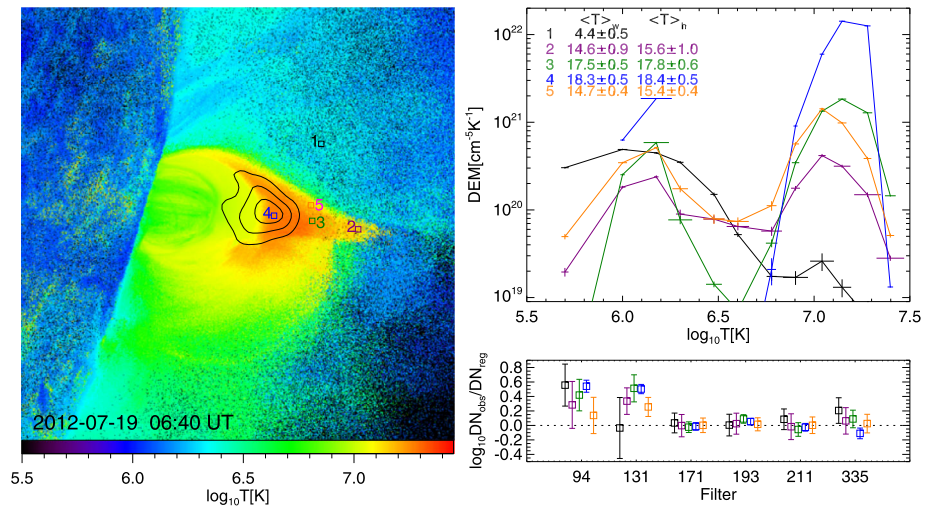 1
5
4
3
2
2012-07-19 06:40 UT
5.5 6.0 6.5 7.0
log10T[K]
<T>w <T>h
1 4.4±0.5
2 14.6±0.9 15.6±1.0
3 17.5±0.5 17.8±0.6
4 18.3±0.5 18.4±0.5
5 14.7±0.4 15.4±0.4
DEM[cm-5K-1]
10^22
10^21
10^20
10^19
5.5 6.0 6.5 7.0 7.5
log10T[K]
log10DNobs/DNreg
0.8
0.6
0.4
0.2
-0.0
-0.2
-0.4
94 131 171 193 211 335
Filter